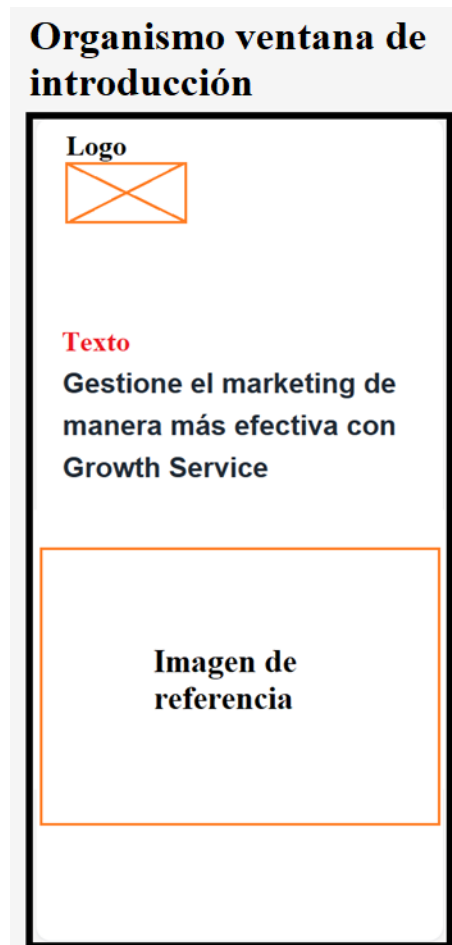 Organismo ventana de
introducción
Logo
Texto
Gestione el marketing de
manera más efectiva con
Growth Service
Imagen de
referencia